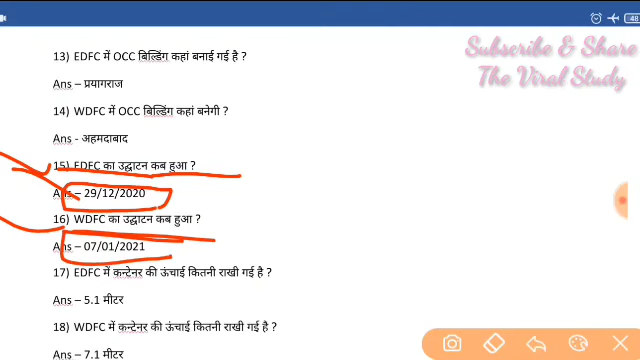 48
Subscribe & Share
The Viral Study
13) EDFC में OCC बिल्डिंग कहां बनाई गई है ?
Ans – प्रयागराज
14) WDFC में OCC बिल्डिंग कहां बनेगी ?
Ans - अहमदाबाद
15) EDFC का उद्घाटन कब हुआ ?
Ans – 29/12/2020
16) WDFC का उद्घाटन कब हुआ ?
Ans – 07/01/2021
17) EDFC में कन्टेनर की ऊंचाई कितनी राखी गई है ?
Ans – 5.1 मीटर
18) WDFC में कन्टेनर की ऊंचाई कितनी राखी गई है ?
Ans – 7.1 मीटर